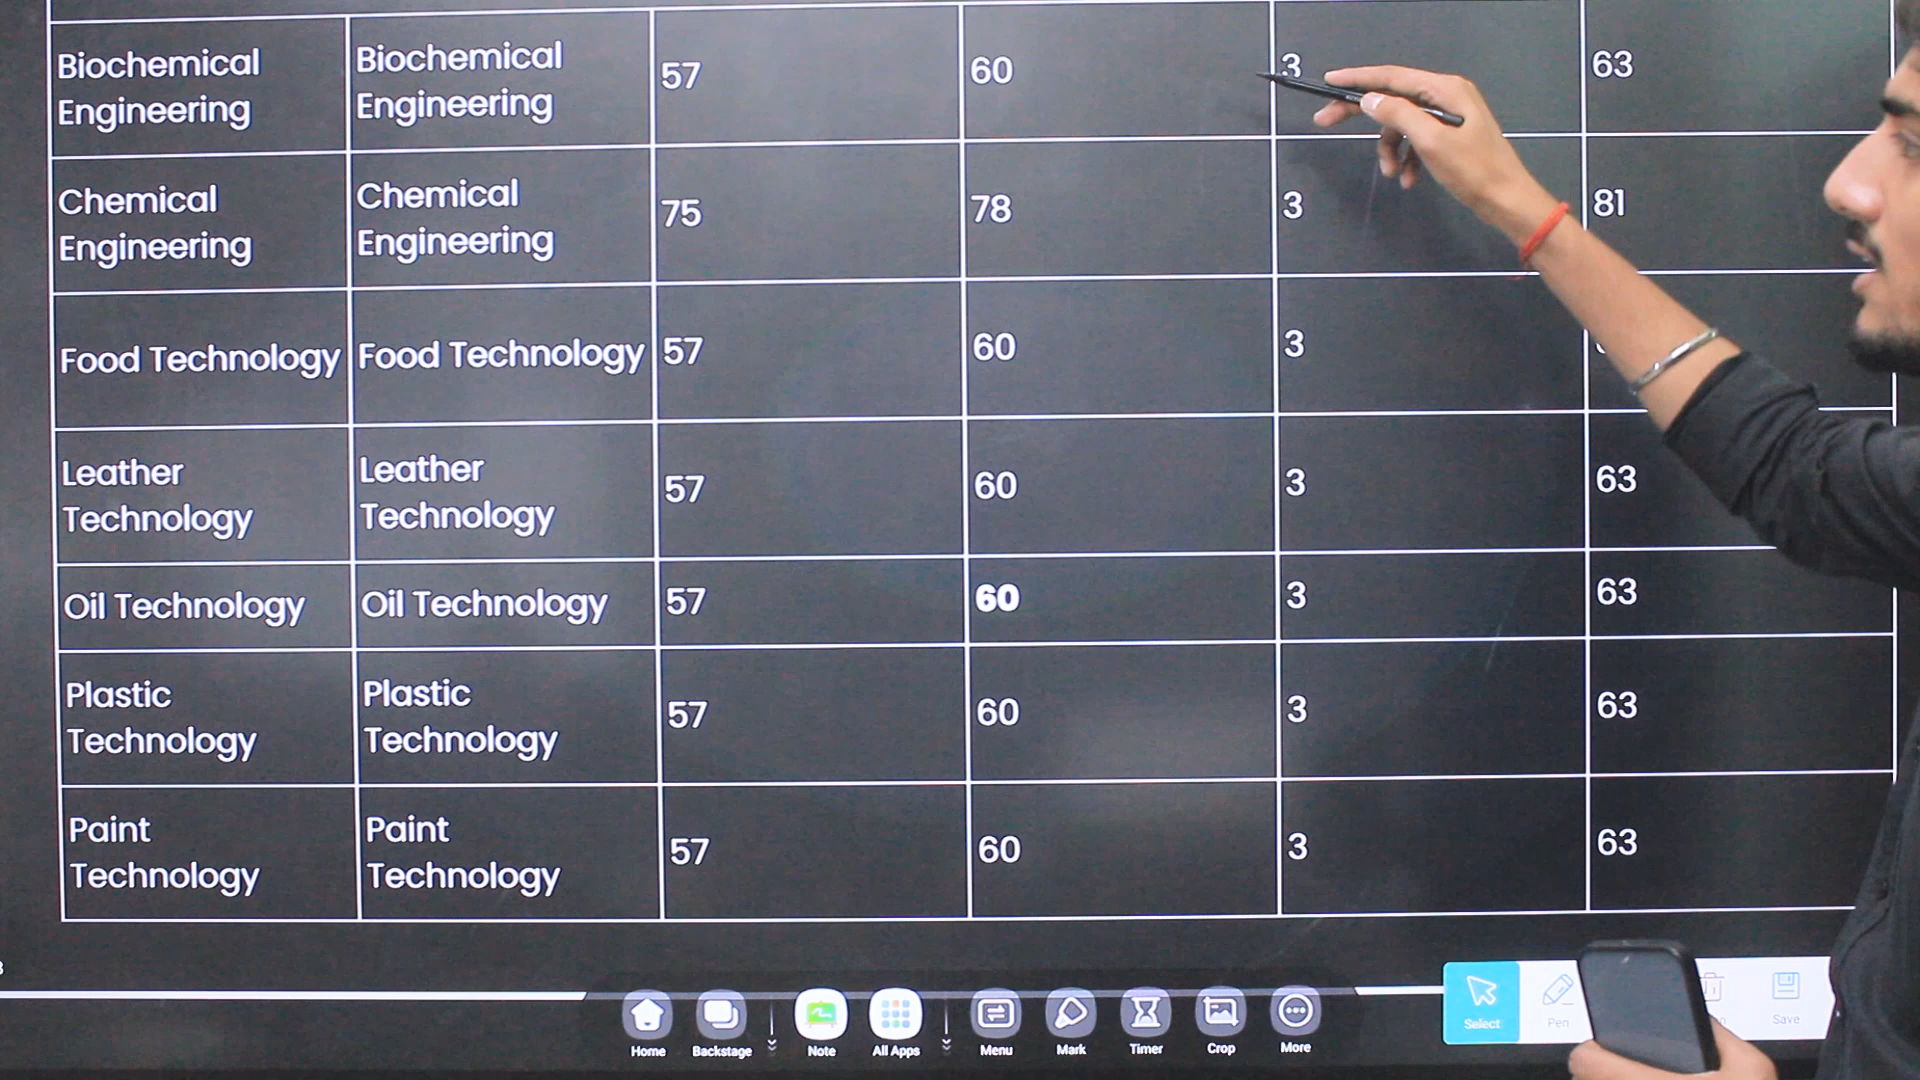 Biochemical Engineering Biochemical Engineering 57 60 3 63
Chemical Engineering Chemical Engineering 75 78 3 81
Food Technology Food Technology 57 60 3
Leather Technology Leather Technology 57 60 3 63
Oil Technology Oil Technology 57 60 3 63
Plastic Technology Plastic Technology 57 60 3 63
Paint Technology Paint Technology 57 60 3 63
Home Backstage Note All Apps Menu Mark Timer Crop More
Select Pen Save